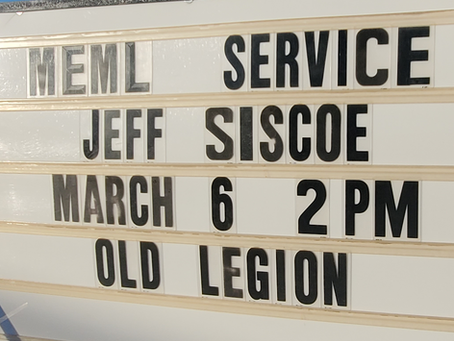 MEML SERVICE
JEFF SISCOE
MARCH 6 2 PM
OLD LEGION